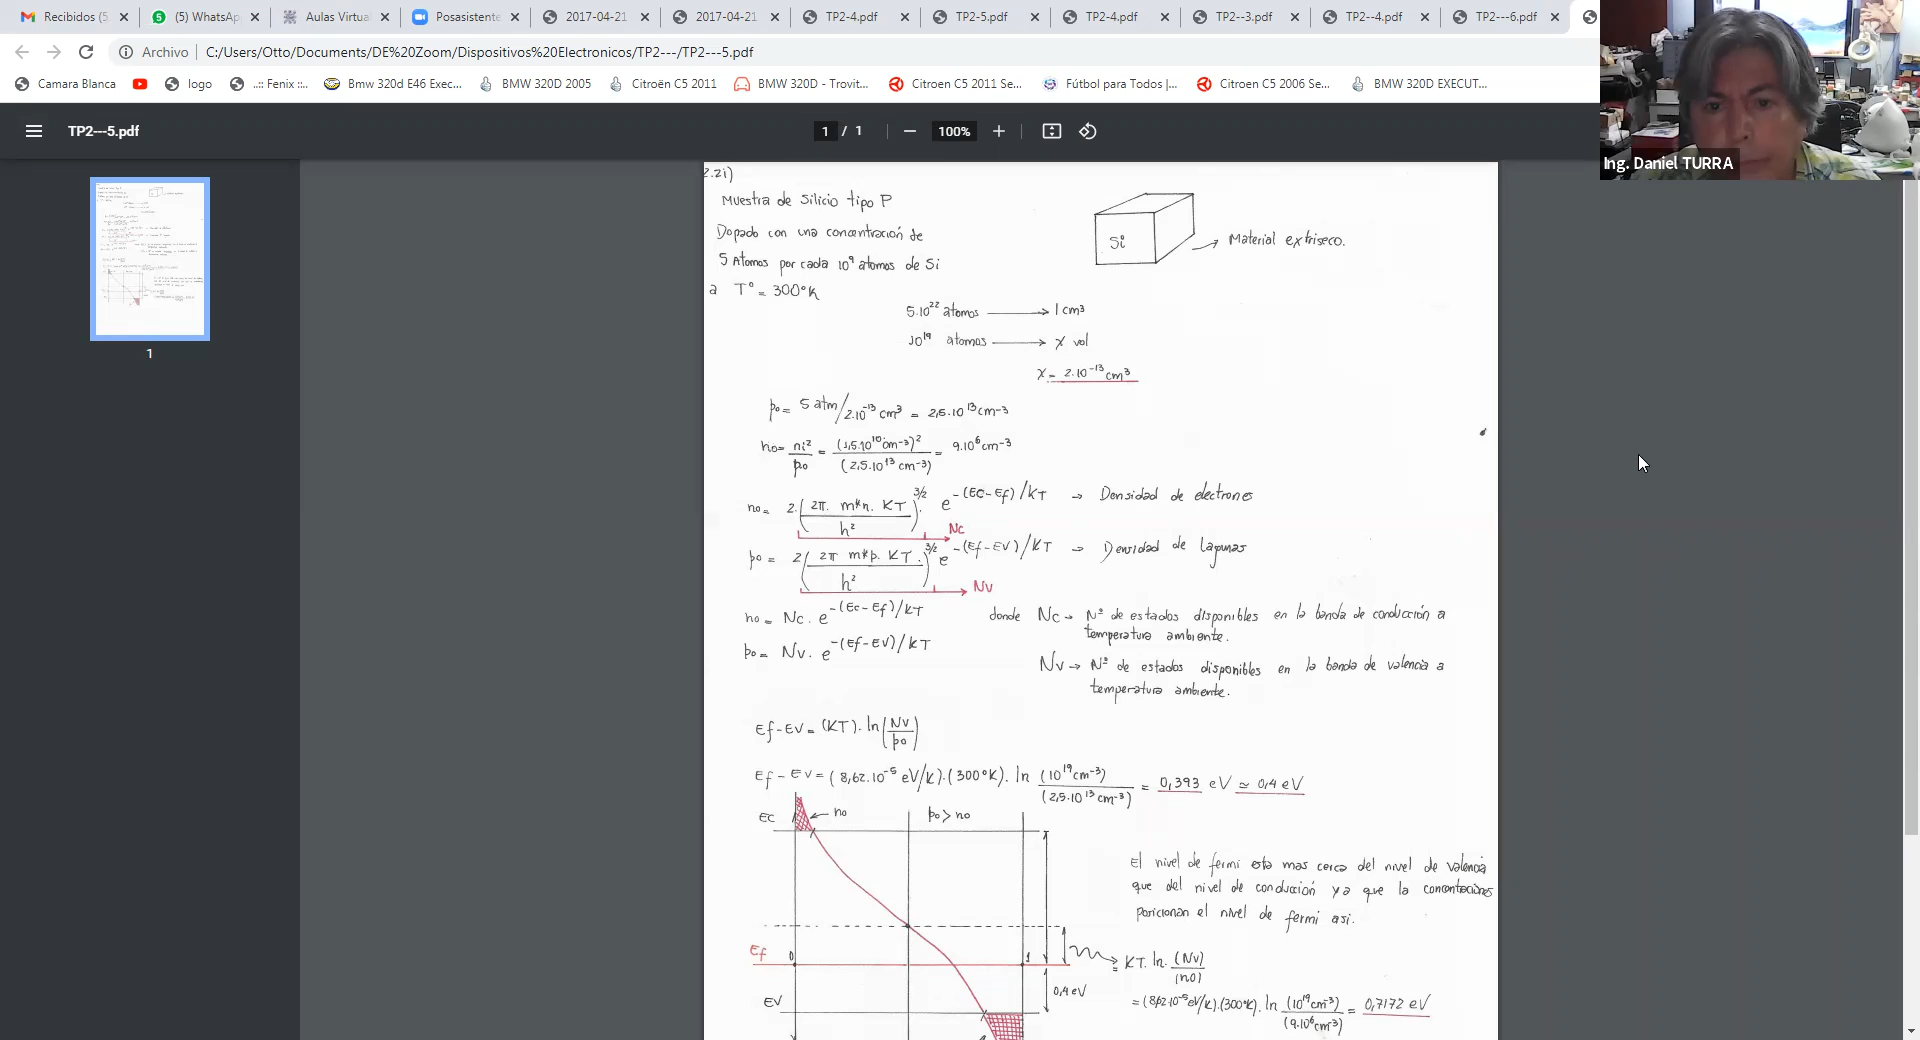 Recibidos (5
(5) WhatsAp
Aulas Virtual
Posasistente
2017-04-21
2017-04-21
TP2-4.pdf
TP2-5.pdf
TP2-4.pdf
TP2--3.pdf
TP2--4.pdf
TP2---6.pdf
Archivo C:/Users/Otto/Documents/DE%20Zoom/Dispositivos%20Electronicos/TP2---/TP2---5.pdf
Camara Blanca
logo
..:: Fenix ::..
Bmw 320d E46 Exec...
BMW 320D 2005
Citroën C5 2011
BMW 320D - Trovit...
Citroen C5 2011 Se...
Fútbol para Todos |...
Citroen C5 2006 Se...
BMW 320D EXECUT...
TP2---5.pdf
1 / 1
100%
Ing. Daniel TURRA
1
2.2i)
Muestra de Silicio tipo P
Dopado con una concentración de
5 Atomos por cada 10⁹ atomos de Si
a T° = 300°K
Si
Material extriseco.
5.10²² atomos → 1 cm³
10¹⁹ atomos → X vol
X = 2.10⁻¹³ cm³
po = 5 atm/2.10⁻¹³ cm³ = 2,5.10¹³ cm-3
no = ni²/po = (1,5.10¹⁰cm-3)²/(2,5.10¹³ cm-3) = 9.10⁶ cm-3
no = 2.(2π. m*n. KT/h²)^3/2 . e^-(Ec-Ef)/KT → Densidad de electrones
Nc
po = 2(2π m*p. KT./h²)^3/2 e^-(Ef-EV)/KT → Densidad de lagunas
Nv
no = Nc. e^-(Ec-Ef)/KT donde Nc → Nº de estados disponibles en la banda de conducción a
temperatura ambiente.
po = Nv. e^-(Ef-EV)/KT
Nv → Nº de estados disponibles en la banda de valencia a
temperatura ambiente.
Ef-EV = (KT). ln(Nv/po)
Ef-EV = (8,62.10⁻⁵ eV/K).(300°K). ln (10¹⁹cm-3)/(2,5.10¹³ cm-3) = 0,393 eV ≃ 0,4 eV
EC
no
po > no
El nivel de fermi esta mas cerca del nivel de valencia
que del nivel de conducción ya que la concentraciones
posicionan el nivel de fermi asi.
Ef
0
1
= KT. ln. (Nv)/(no)
EV
0,4 eV
= (8,62.10⁻⁵eV/K).(300°K). ln (10¹⁹cm-3)/(9.10⁶cm-3) = 0,7172 eV